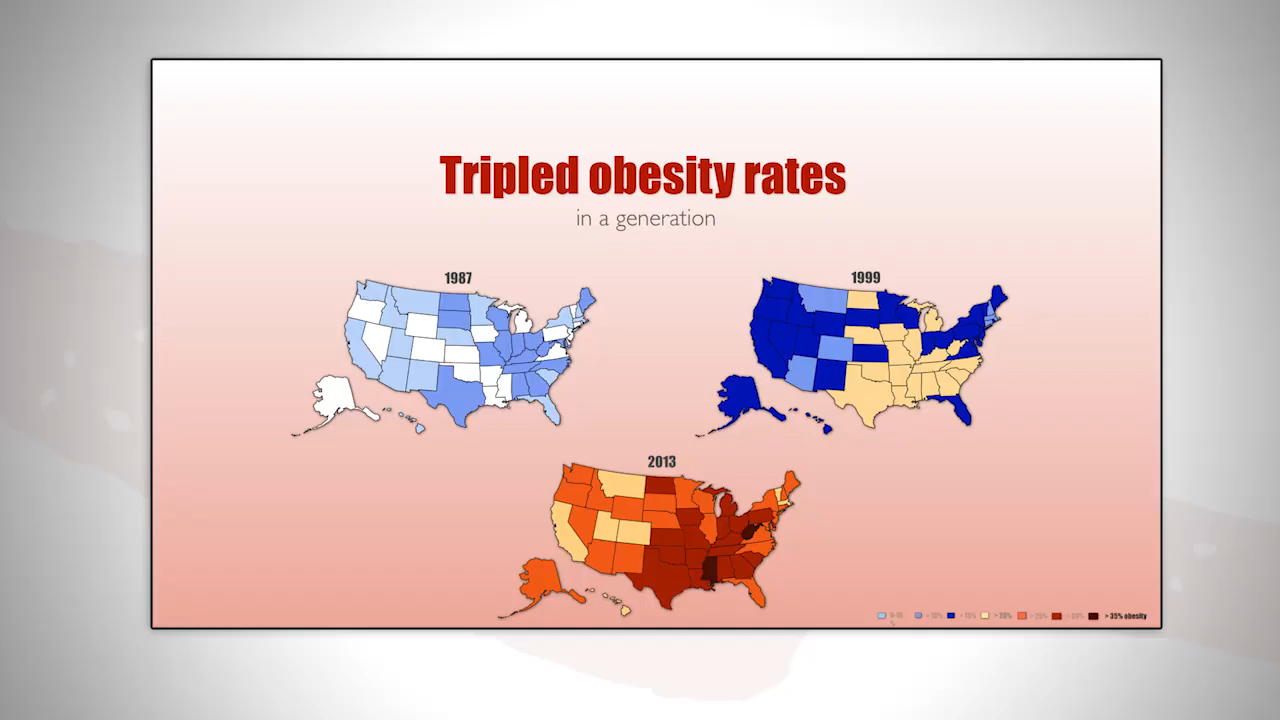 Tripled obesity rates
in a generation
1987
1999
2013
> 35% obesity